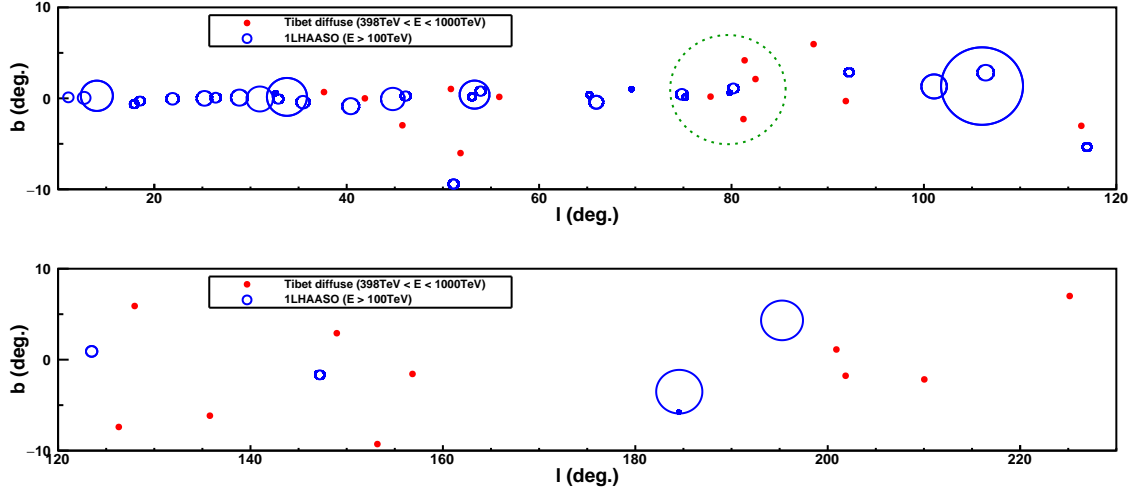 10
Tibet diffuse (398TeV < E < 1000TeV)
1LHAASO (E > 100TeV)
b (deg.)
0
−10
20 40 60 80 100 120
l (deg.)
10
Tibet diffuse (398TeV < E < 1000TeV)
1LHAASO (E > 100TeV)
b (deg.)
0
−10
120 140 160 180 200 220
l (deg.)